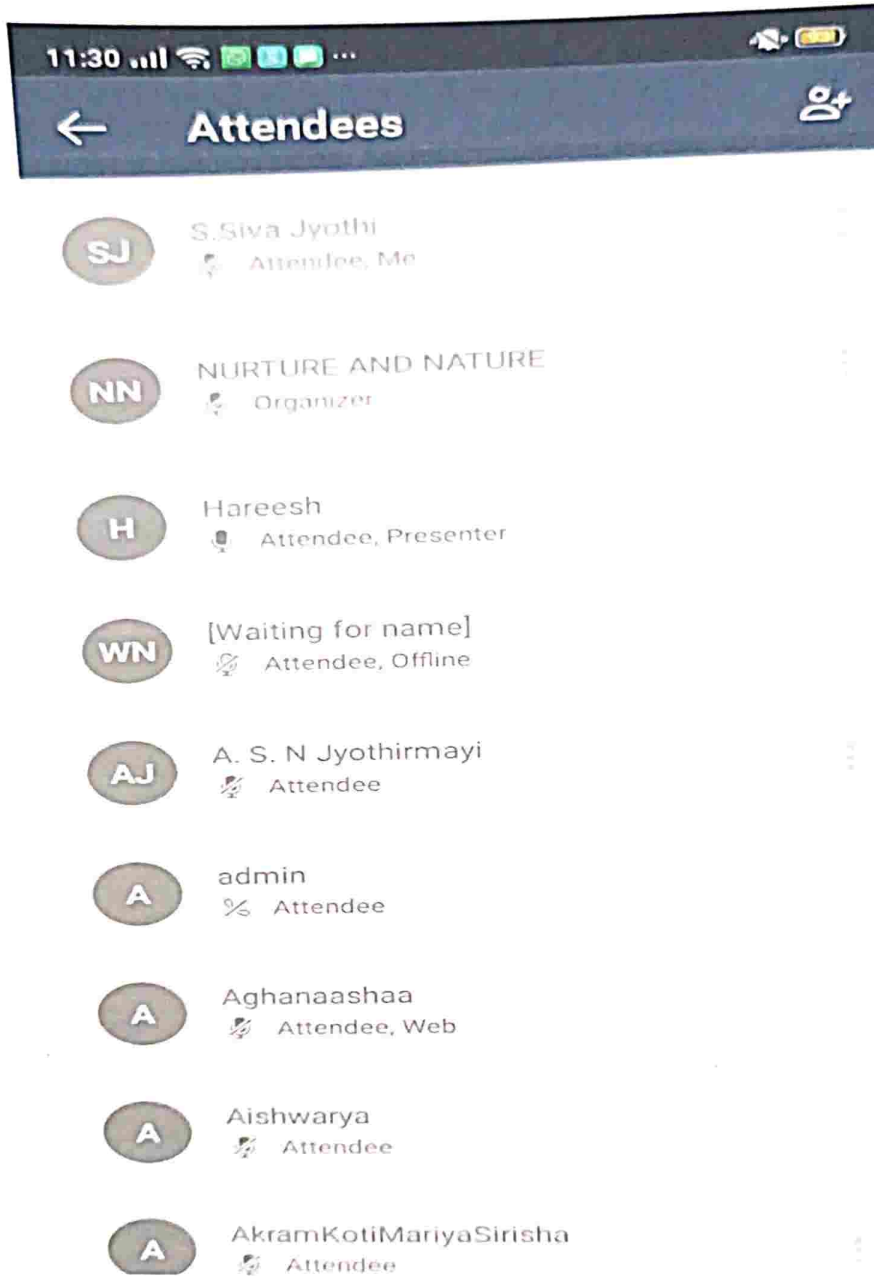 11:30
Attendees
SJ
S.Siva Jyothi
Attendee, Me
NN
NURTURE AND NATURE
Organizer
H
Hareesh
Attendee, Presenter
WN
[Waiting for name]
Attendee, Offline
AJ
A. S. N Jyothirmayi
Attendee
A
admin
Attendee
A
Aghanaashaa
Attendee, Web
A
Aishwarya
Attendee
A
AkramKotiMariyaSirisha
Attendee